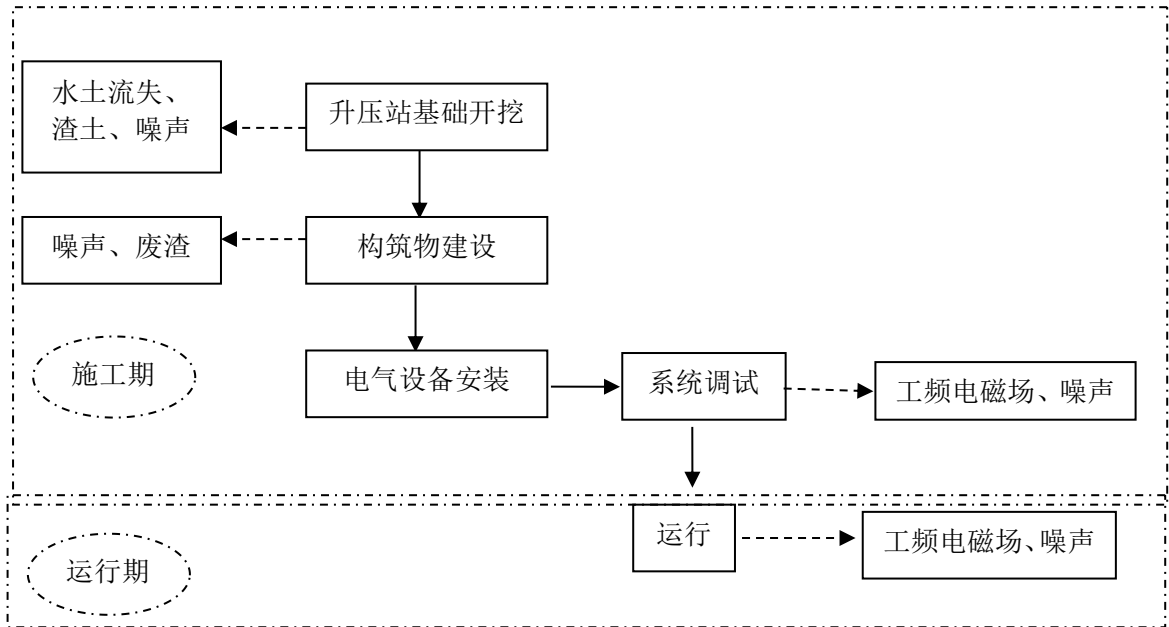 水土流失、
渣土、噪声
升压站基础开挖
噪声、废渣
构筑物建设
施工期
电气设备安装
系统调试
工频电磁场、噪声
运行期
运行
工频电磁场、噪声